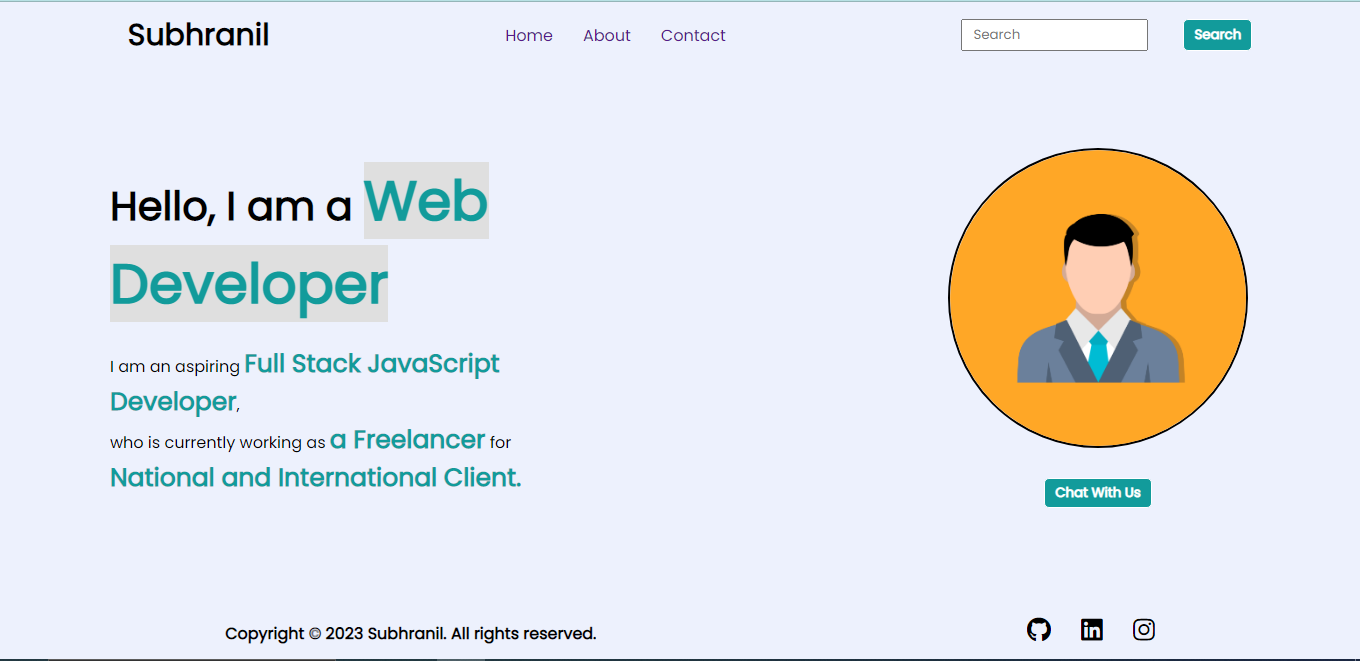 Subhranil
Home About Contact
Search
Search
Hello, I am a Web
Developer
I am an aspiring Full Stack JavaScript
Developer,
who is currently working as a Freelancer for
National and International Client.
Chat With Us
Copyright © 2023 Subhranil. All rights reserved.